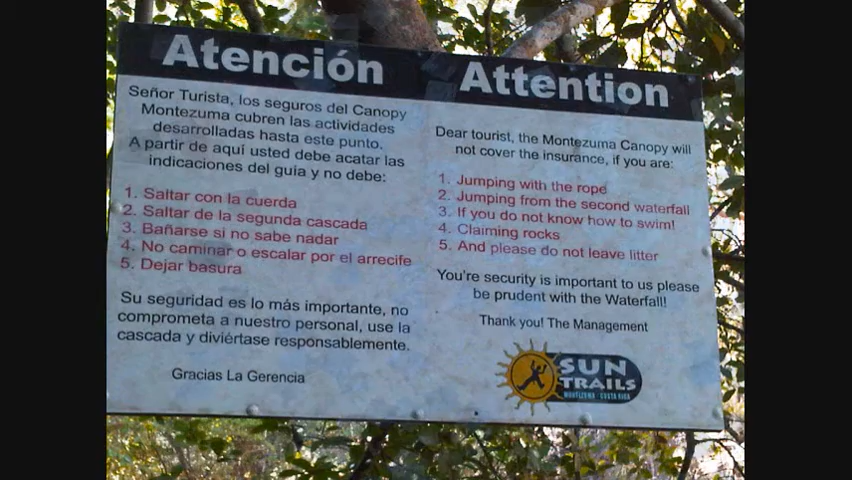 Atención
Señor Turista, los seguros del Canopy
Montezuma cubren las actividades
desarrolladas hasta este punto.
A partir de aquí usted debe acatar las
indicaciones del guía y no debe:
1. Saltar con la cuerda
2. Saltar de la segunda cascada
3. Bañarse si no sabe nadar
4. No caminar o escalar por el arrecife
5. Dejar basura
Su seguridad es lo más importante, no
comprometa a nuestro personal, use la
cascada y diviértase responsablemente.
Gracias La Gerencia
Attention
Dear tourist, the Montezuma Canopy will
not cover the insurance, if you are:
1. Jumping with the rope
2. Jumping from the second waterfall
3. If you do not know how to swim!
4. Claiming rocks
5. And please do not leave litter
You're security is important to us please
be prudent with the Waterfall!
Thank you! The Management
SUN
TRAILS
MONTEZUMA - COSTA RICA